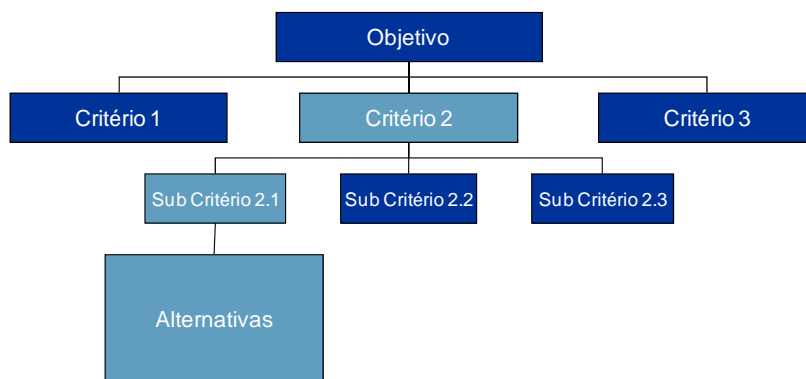 Objetivo
Critério 1
Critério 2
Critério 3
Sub Critério 2.1
Sub Critério 2.2
Sub Critério 2.3
Alternativas